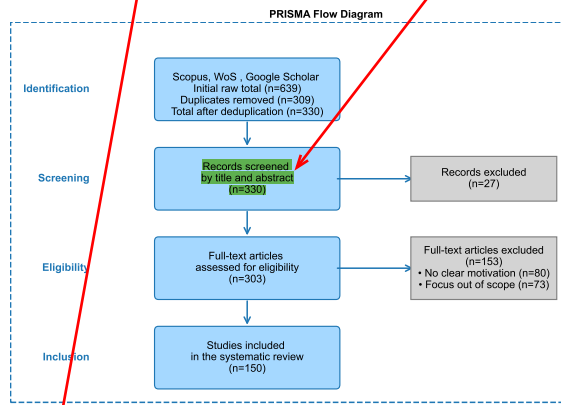 PRISMA Flow Diagram
Identification
Scopus, WoS , Google Scholar
Initial raw total (n=639)
Duplicates removed (n=309)
Total after deduplication (n=330)
Screening
Records screened
by title and abstract
(n=330)
Records excluded
(n=27)
Eligibility
Full-text articles
assessed for eligibility
(n=303)
Full-text articles excluded
(n=153)
• No clear motivation (n=80)
• Focus out of scope (n=73)
Inclusion
Studies included
in the systematic review
(n=150)